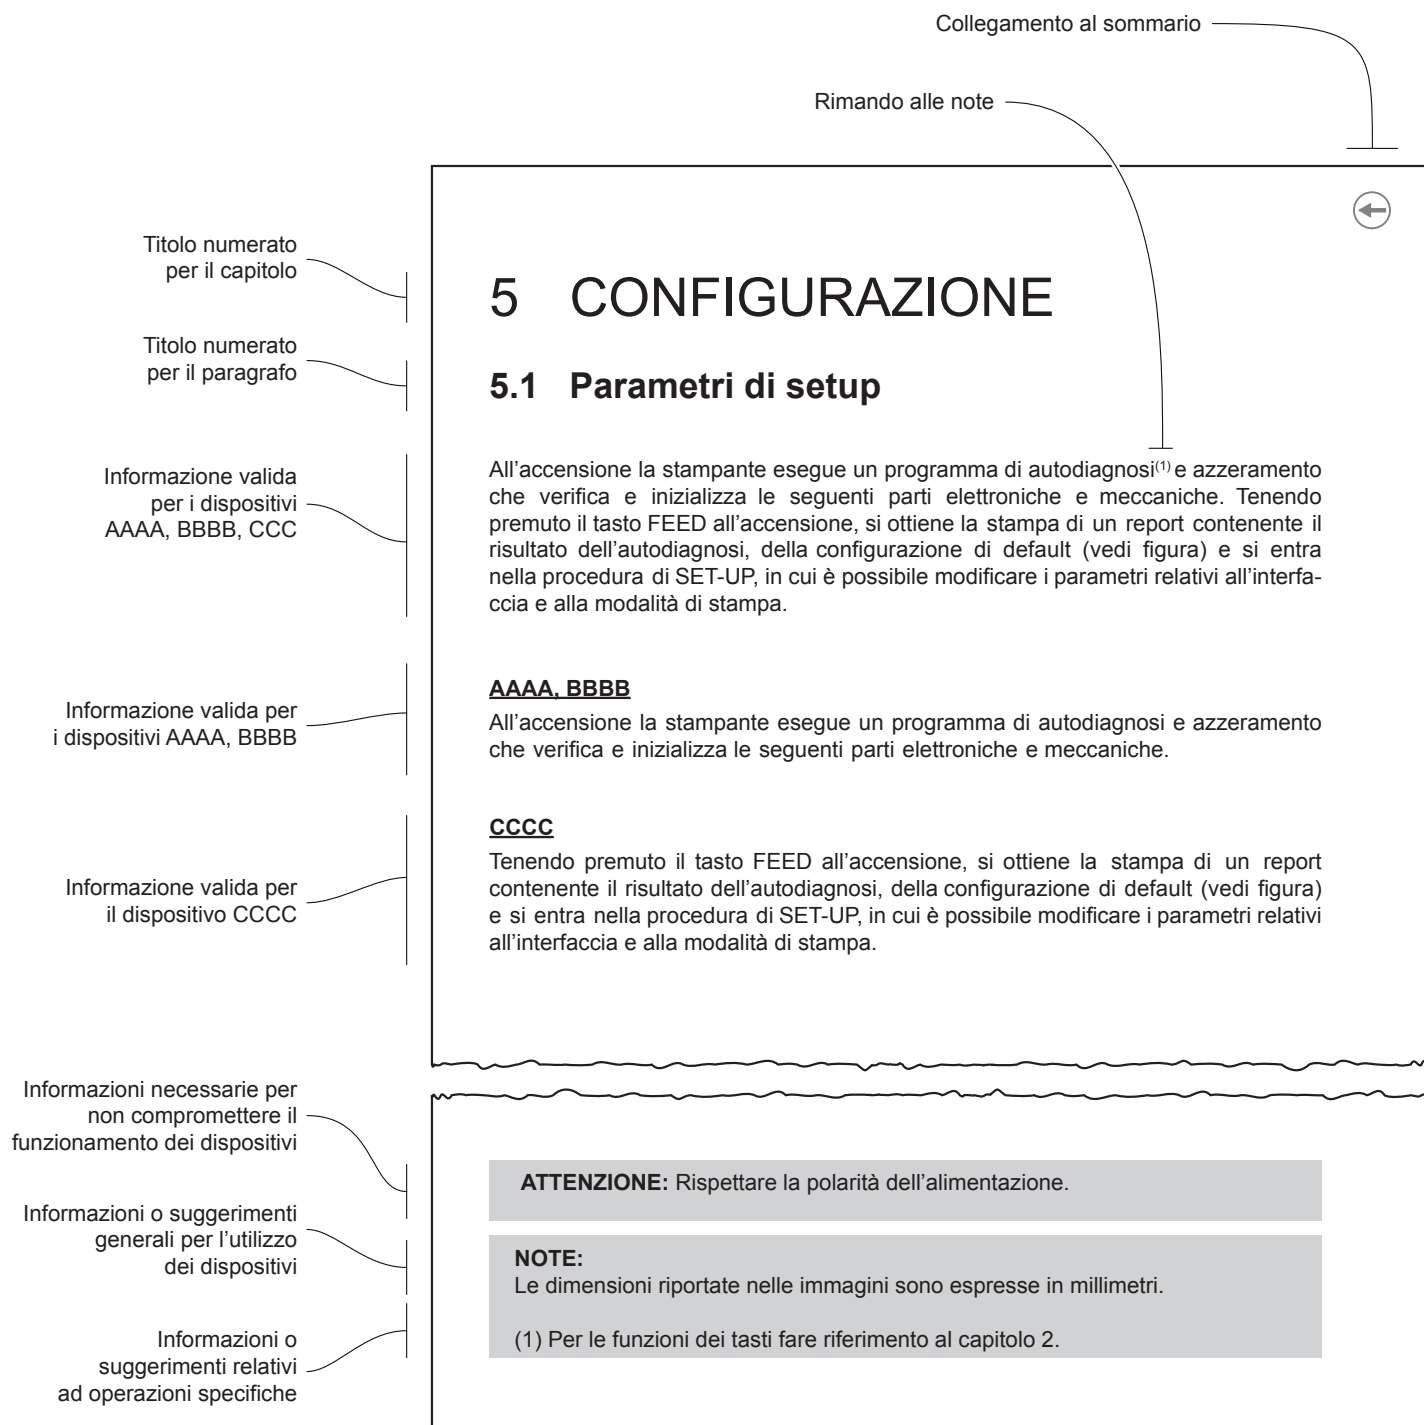 Collegamento al sommario
Rimando alle note
Titolo numerato
per il capitolo
5 CONFIGURAZIONE
Titolo numerato
per il paragrafo
5.1 Parametri di setup
Informazione valida
per i dispositivi
AAAA, BBBB, CCC
All’accensione la stampante esegue un programma di autodiagnosi(1) e azzeramento
che verifica e inizializza le seguenti parti elettroniche e meccaniche. Tenendo
premuto il tasto FEED all’accensione, si ottiene la stampa di un report contenente il
risultato dell’autodiagnosi, della configurazione di default (vedi figura) e si entra
nella procedura di SET-UP, in cui è possibile modificare i parametri relativi all’interfa-
ccia e alla modalità di stampa.
Informazione valida per
i dispositivi AAAA, BBBB
AAAA, BBBB
All’accensione la stampante esegue un programma di autodiagnosi e azzeramento
che verifica e inizializza le seguenti parti elettroniche e meccaniche.
Informazione valida per
il dispositivo CCCC
CCCC
Tenendo premuto il tasto FEED all’accensione, si ottiene la stampa di un report
contenente il risultato dell’autodiagnosi, della configurazione di default (vedi figura)
e si entra nella procedura di SET-UP, in cui è possibile modificare i parametri relativi
all’interfaccia e alla modalità di stampa.
Informazioni necessarie per
non compromettere il
funzionamento dei dispositivi
ATTENZIONE: Rispettare la polarità dell’alimentazione.
Informazioni o suggerimenti
generali per l’utilizzo
dei dispositivi
NOTE:
Le dimensioni riportate nelle immagini sono espresse in millimetri.
Informazioni o
suggerimenti relativi
ad operazioni specifiche
(1) Per le funzioni dei tasti fare riferimento al capitolo 2.